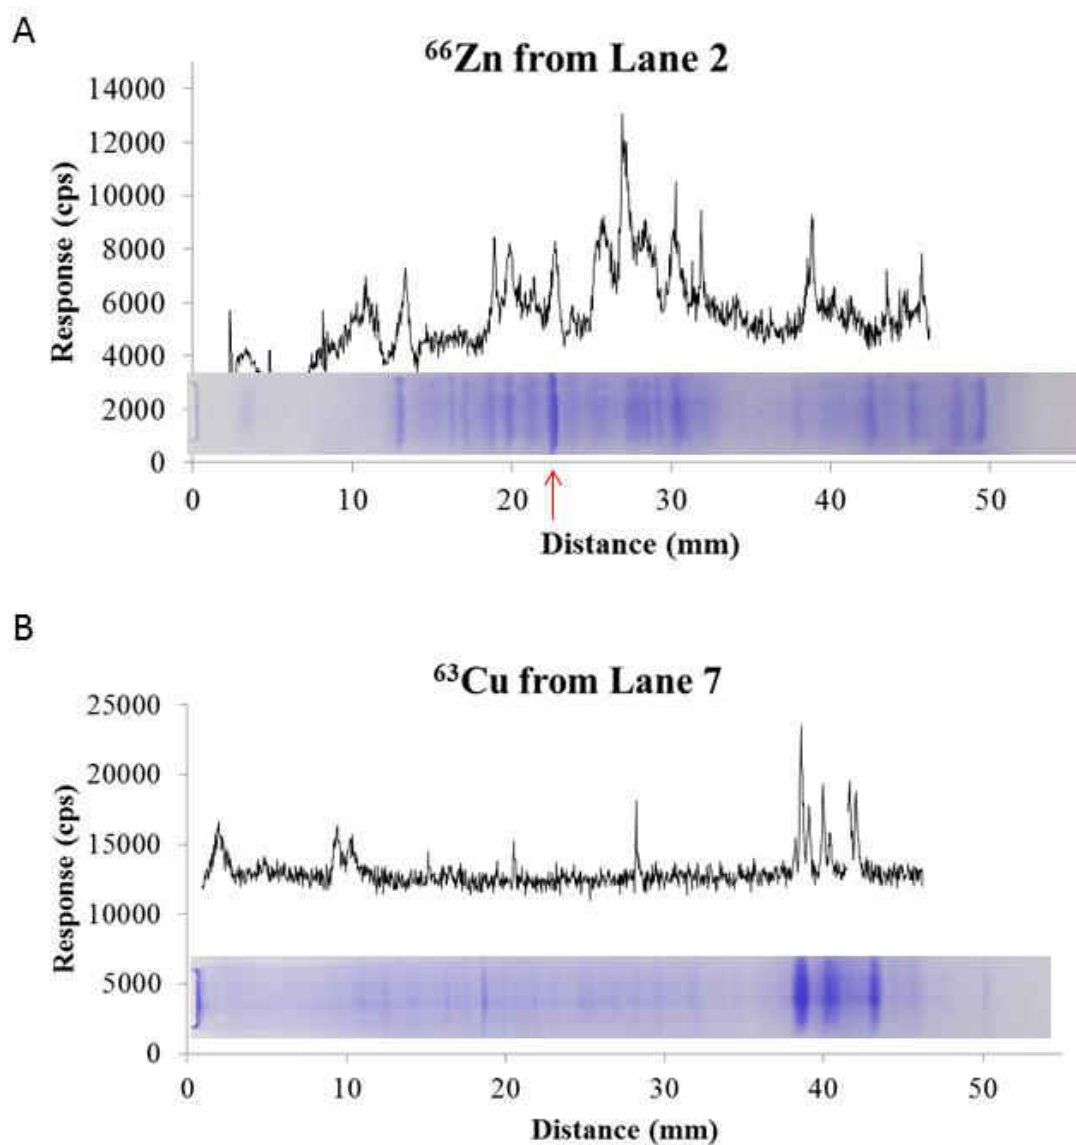 A
⁶⁶Zn from Lane 2
14000
12000
10000
8000
6000
4000
2000
0
Response (cps)
0 10 20 30 40 50
Distance (mm)
B
⁶³Cu from Lane 7
25000
20000
15000
10000
5000
0
Response (cps)
0 10 20 30 40 50
Distance (mm)